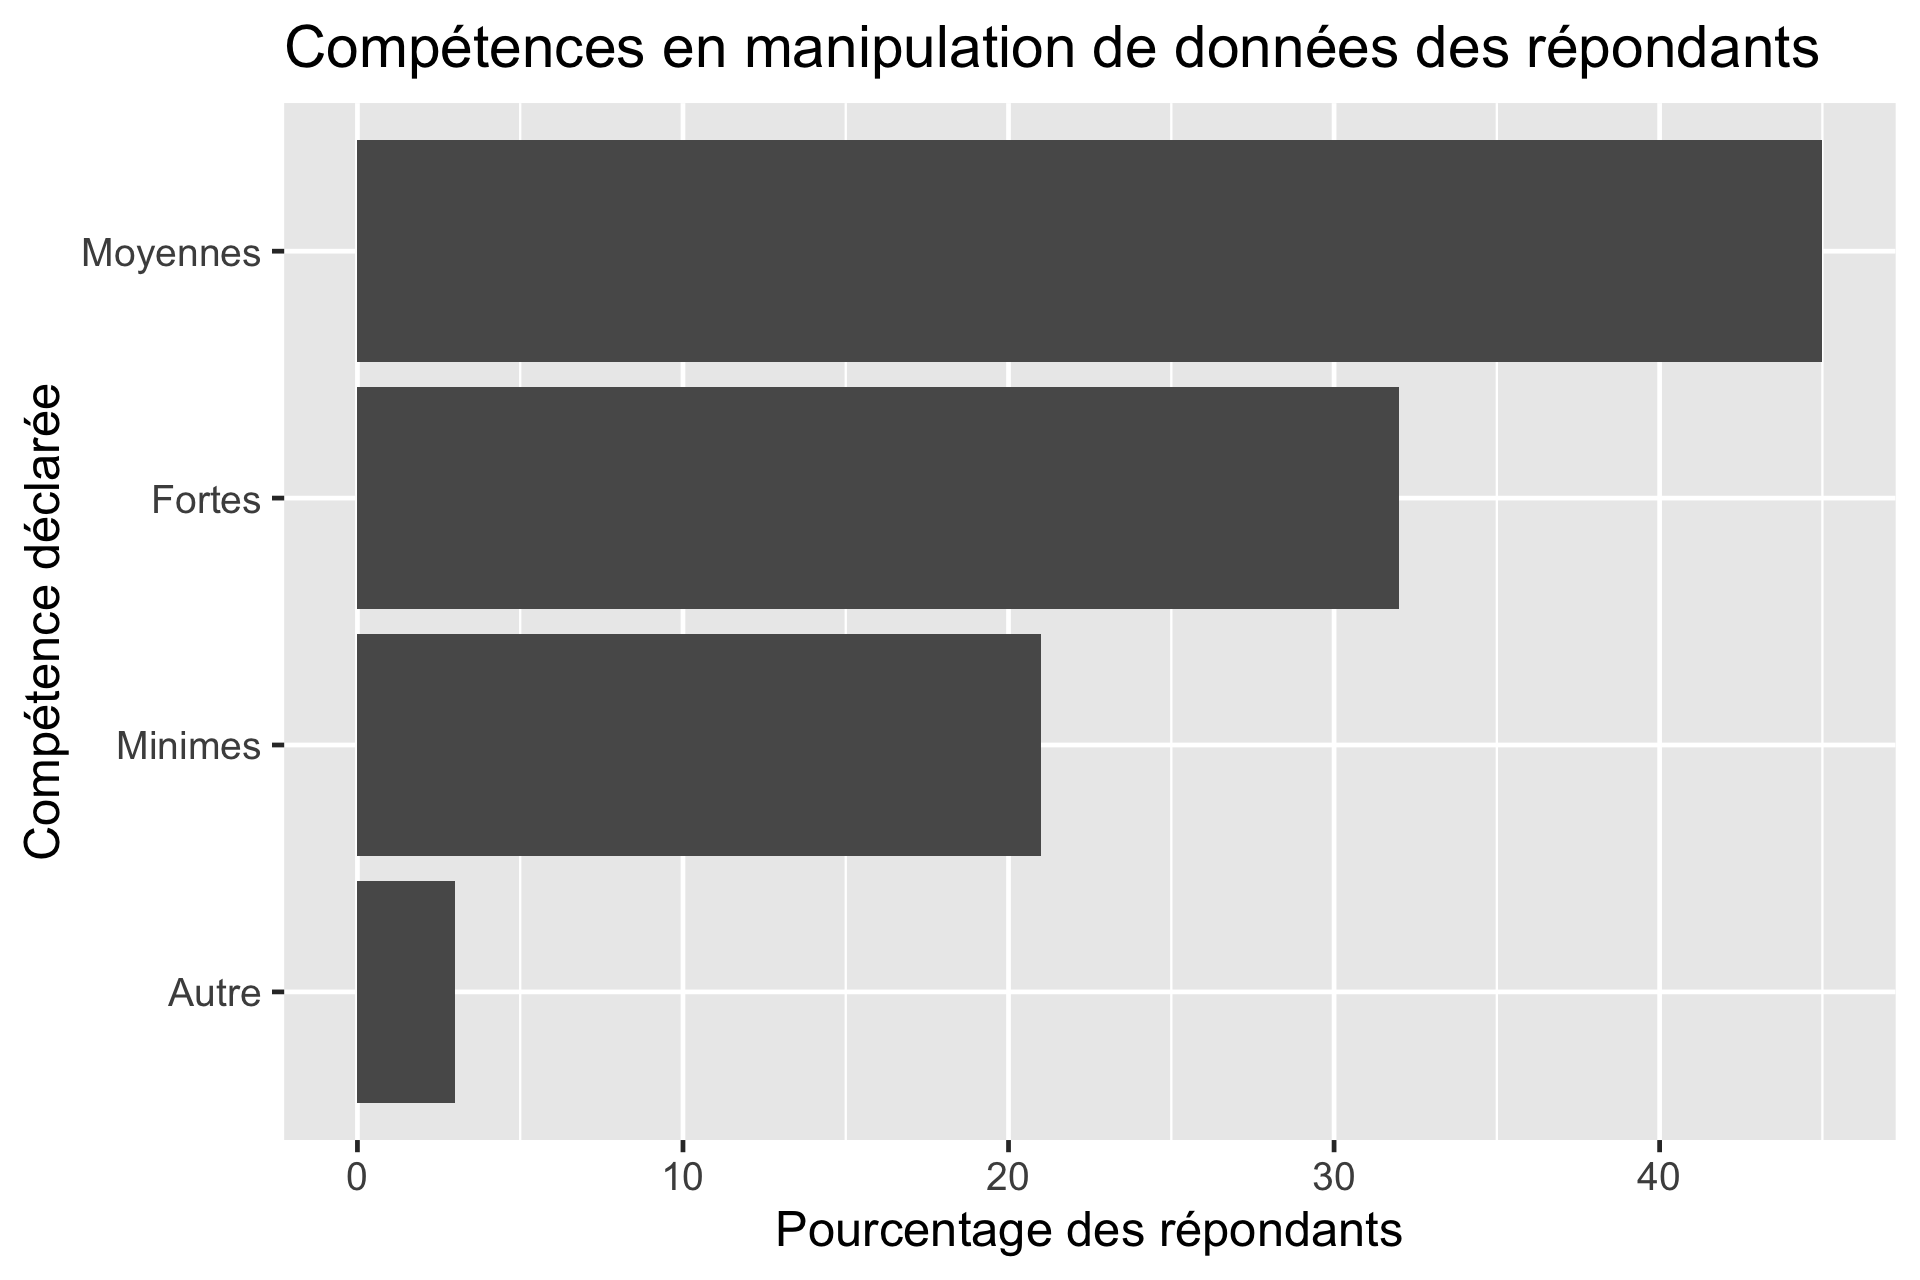 Compétences en manipulation de données des répondants
Compétence déclarée
Moyennes
Fortes
Minimes
Autre
0 10 20 30 40
Pourcentage des répondants